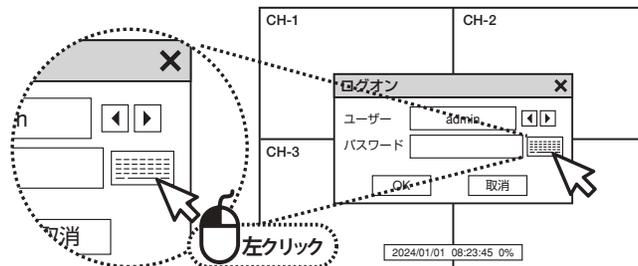 CH-1
CH-2
ログオン
ユーザー
admin
パスワード
CH-3
OK
取消
n
取消
左クリック
2024/01/01 08:23:45 0%